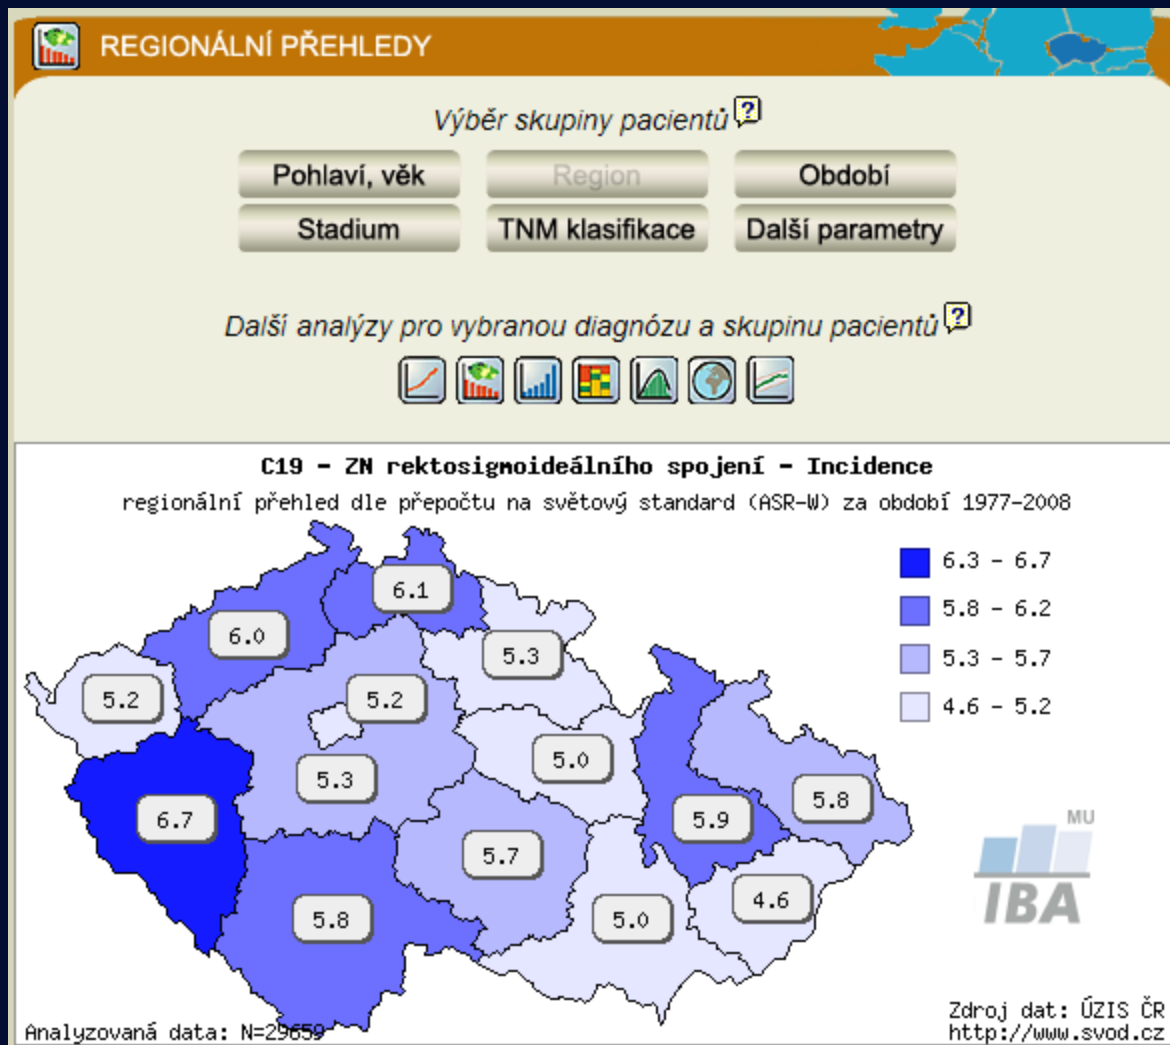 REGIONÁLNÍ PŘEHLEDY
Výběr skupiny pacientů ?
Pohlaví, věk Region Období
Stadium TNM klasifikace Další parametry
Další analýzy pro vybranou diagnózu a skupinu pacientů ?
C19 - ZN rektosigmoideálního spojení - Incidence
regionální přehled dle přepočtu na světový standard (ASR-W) za období 1977-2008
6.3 - 6.7
6.1
5.8 - 6.2
6.0
5.3
5.3 - 5.7
5.2
5.2
4.6 - 5.2
5.0
5.3
5.8
6.7
5.9
MU
5.7
4.6
IBA
5.8
5.0
Zdroj dat: ÚZIS ČR
Analyzovaná data: N=29659
http://www.svod.cz